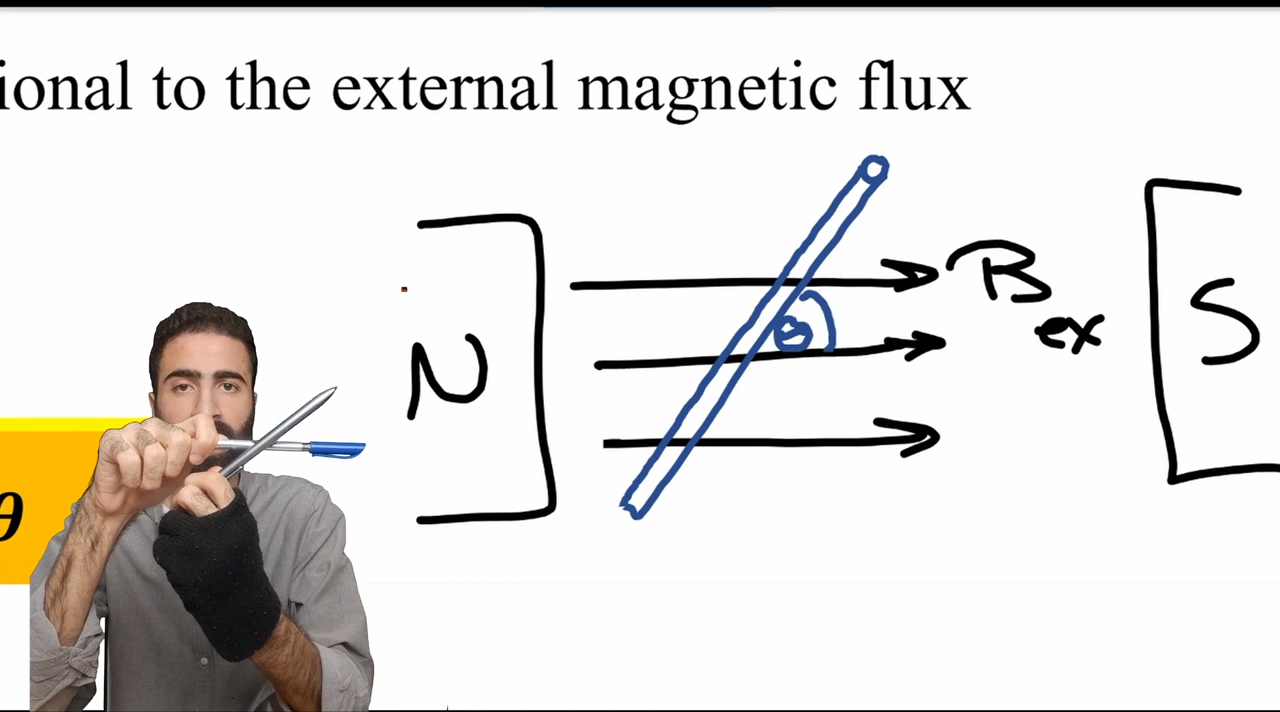 ional to the external magnetic flux
N
θ
B ex
S
θ